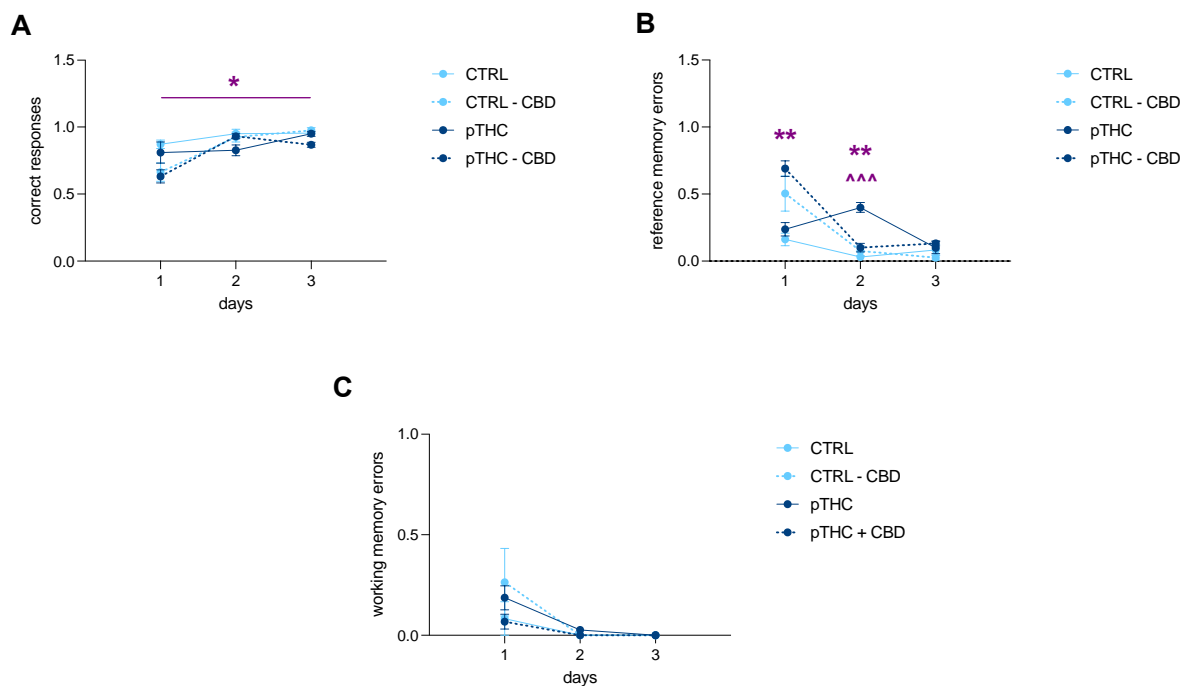 A
correct responses
1.5
1.0
0.5
0.0
*
1 2 3
days
CTRL
CTRL - CBD
pTHC
pTHC - CBD
B
reference memory errors
1.5
1.0
0.5
0.0
**
**
^^^
1 2 3
days
CTRL
CTRL - CBD
pTHC
pTHC - CBD
C
working memory errors
1.0
0.5
0.0
1 2 3
days
CTRL
CTRL - CBD
pTHC
pTHC + CBD